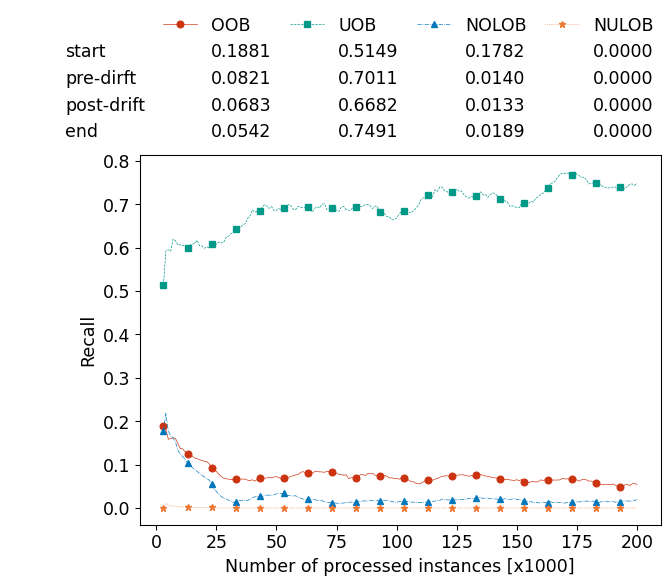 OOB UOB NOLOB NULOB
start 0.1881 0.5149 0.1782 0.0000
pre-dirft 0.0821 0.7011 0.0140 0.0000
post-drift 0.0683 0.6682 0.0133 0.0000
end 0.0542 0.7491 0.0189 0.0000
0.8
0.7
0.6
0.5
0.4
0.3
0.2
0.1
0.0
Recall
0 25 50 75 100 125 150 175 200
Number of processed instances [x1000]